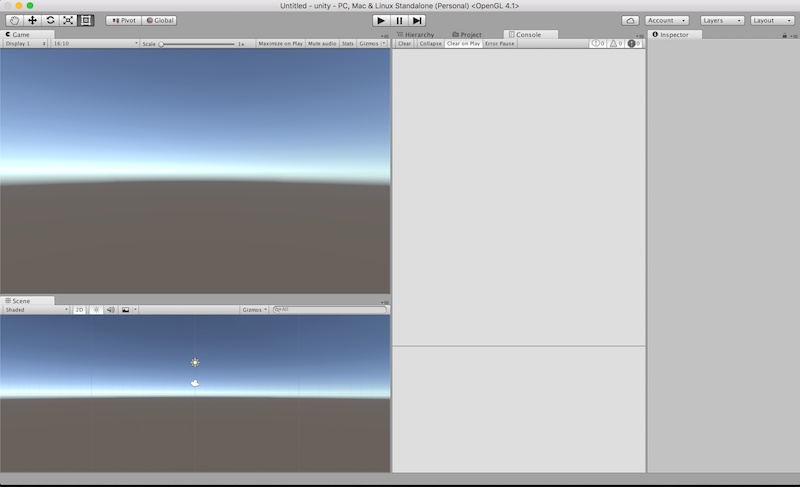 Untitled - unity - PC, Mac & Linux Standalone (Personal) <OpenGL 4.1>
Pivot Global Account Layers Layout
Game
Display 1 16:10 Scale 1x Maximize on Play Mute audio Stats Gizmos
Hierarchy Project Console
Clear Collapse Clear on Play Error Pause 0 0 0
Inspector
Scene
Shaded 2D Gizmos All